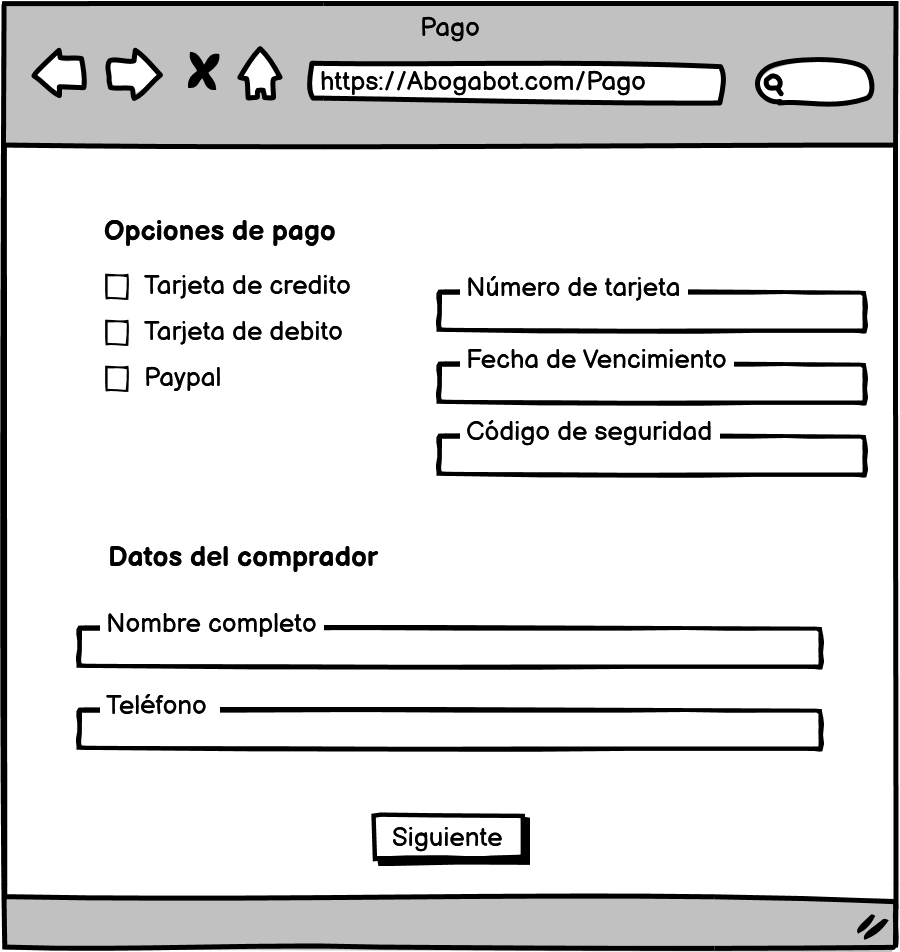 Pago
https://Abogabot.com/Pago
Opciones de pago
Tarjeta de credito
Tarjeta de debito
Paypal
Número de tarjeta
Fecha de Vencimiento
Código de seguridad
Datos del comprador
Nombre completo
Teléfono
Siguiente